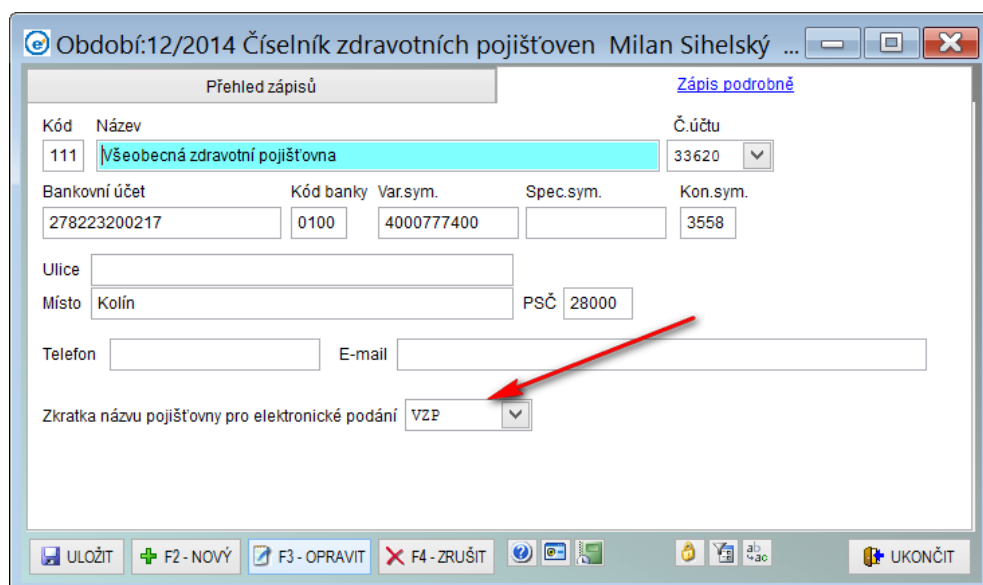 Období:12/2014 Číselník zdravotních pojišťoven Milan Sihelský ...
Přehled zápisů Zápis podrobně
Kód Název Č.účtu
111 Všeobecná zdravotní pojišťovna 33620
Bankovní účet Kód banky Var.sym. Spec.sym. Kon.sym.
278223200217 0100 4000777400 3558
Ulice
Místo Kolín PSČ 28000
Telefon E-mail
Zkratka názvu pojišťovny pro elektronické podání VZP
ULOŽIT F2 - NOVÝ F3 - OPRAVIT F4 - ZRUŠIT ab ac UKONČIT